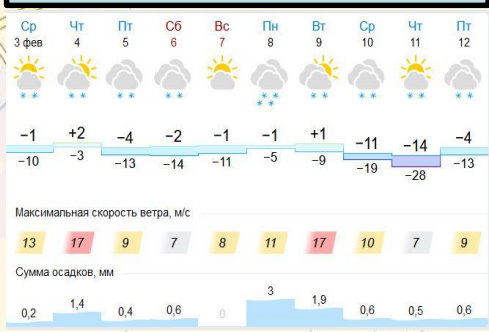 Ср Чт Пт Сб Вс Пн Вт Ср Чт Пт
3 фев 4 5 6 7 8 9 10 11 12
−1 +2 −4 −2 −1 −1 +1 −11 −14 −4
−10 −3 −13 −14 −11 −5 −9 −19 −28 −13
Максимальная скорость ветра, м/с
13 17 9 7 8 11 17 10 7 9
Сумма осадков, мм
0,2 1,4 0,4 0,6 0 3 1,9 0,6 0,5 0,6